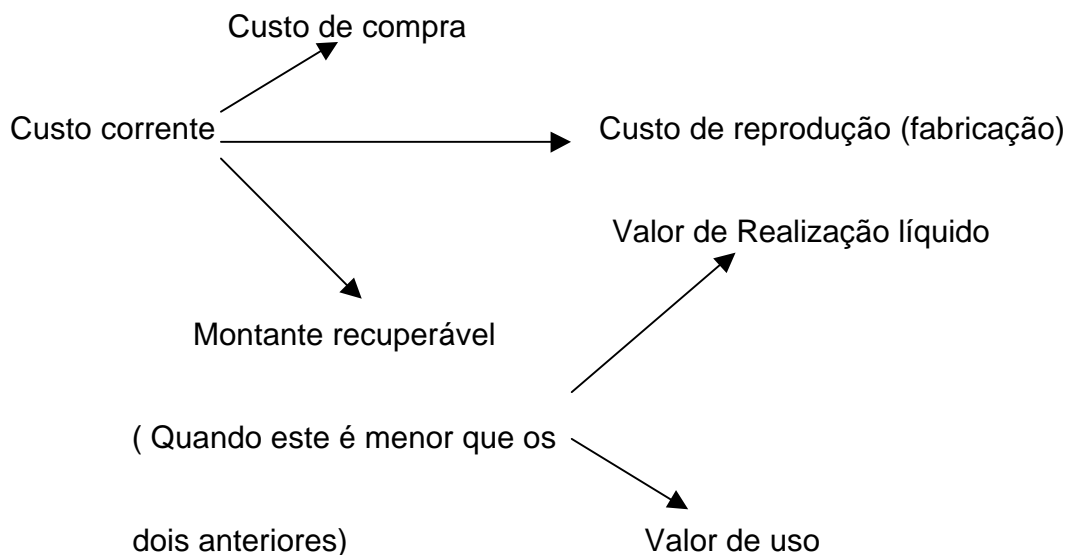 Custo de compra
Custo corrente
Custo de reprodução (fabricação)
Valor de Realização líquido
Montante recuperável
( Quando este é menor que os
dois anteriores)
Valor de uso